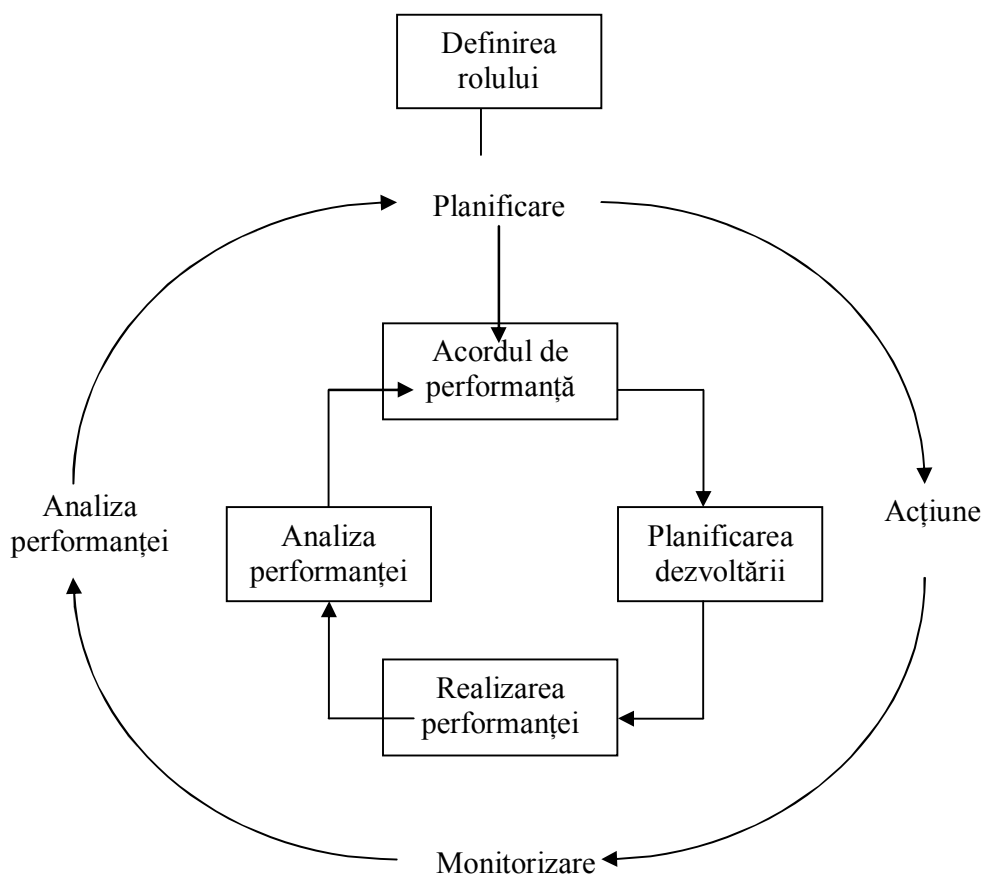 Definirea
rolului
Planificare
Acordul de
performanță
Analiza
performanței
Analiza
performanței
Planificarea
dezvoltării
Acțiune
Realizarea
performanței
Monitorizare